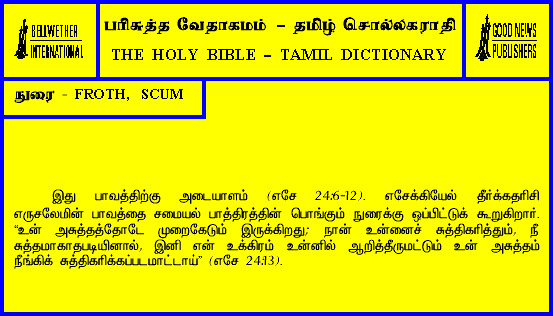 BELLWETHER
INTERNATIONAL
பரிசுத்த வேதாகமம் – தமிழ் சொல்லகராதி
THE HOLY BIBLE – TAMIL DICTIONARY
GOOD NEWS
PUBLISHERS
நுரை - FROTH, SCUM
இது பாவத்திற்கு அடையாளம் (எசே 24:6-12). எசேக்கியேல் தீர்க்கதரிசி
எருசலேமின் பாவத்தை சமையல் பாத்திரத்தின் பொங்கும் நுரைக்கு ஒப்பிட்டுக் கூறுகிறார்.
“உன் அசுத்தத்தோடே முறைகேடும் இருக்கிறது; நான் உன்னைச் சுத்திகரித்தும், நீ
சுத்தமாகாதபடியினால், இனி என் உக்கிரம் உன்னில் ஆறித்தீருமட்டும் உன் அசுத்தம்
நீங்கிக் சுத்திகரிக்கப்படமாட்டாய்” (எசே 24:13).